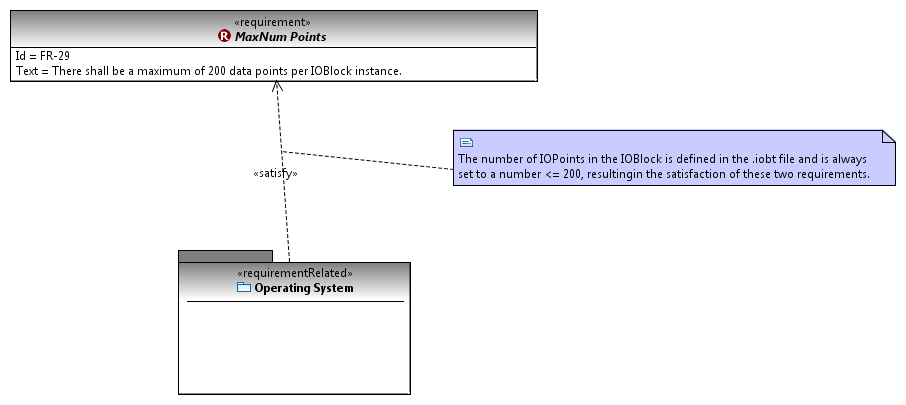 «requirement»
R MaxNum Points
Id = FR-29
Text = There shall be a maximum of 200 data points per IOBlock instance.
The number of IOPoints in the IOBlock is defined in the .iobt file and is always
set to a number <= 200, resultingin the satisfaction of these two requirements.
«satisfy»
«requirementRelated»
Operating System